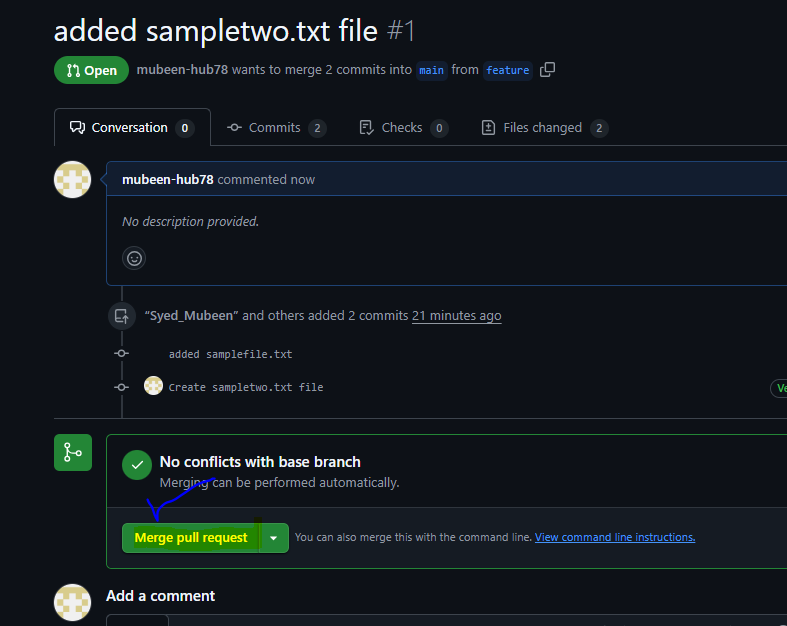 added sampletwo.txt file #1
Open mubeen-hub78 wants to merge 2 commits into main from feature
Conversation 0 Commits 2 Checks 0 Files changed 2
mubeen-hub78 commented now
No description provided.
“Syed_Mubeen” and others added 2 commits 21 minutes ago
added samplefile.txt
Create sampletwo.txt file
No conflicts with base branch
Merging can be performed automatically.
Merge pull request You can also merge this with the command line. View command line instructions.
Add a comment